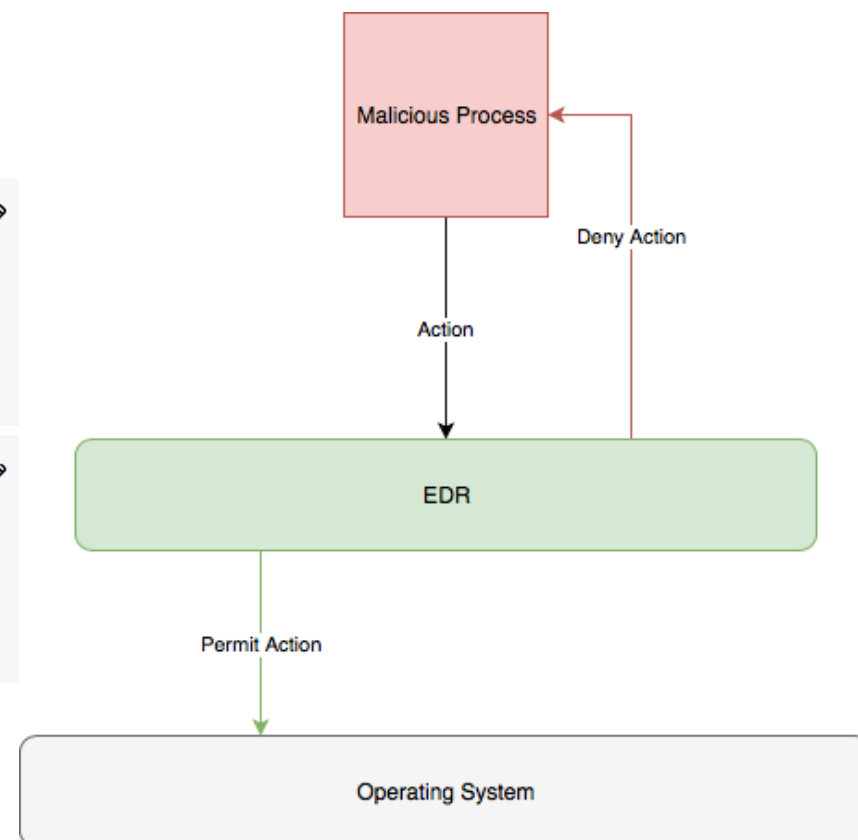 Malicious Process
Deny Action
Action
EDR
Permit Action
Operating System